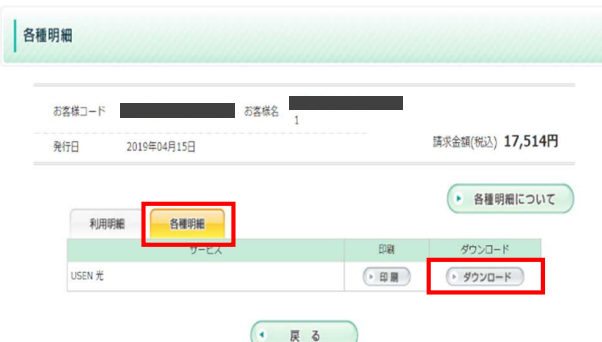 各種明細
お客様コード お客様名 1
発行日 2019年04月15日 請求金額(税込) 17,514円
各種明細について
利用明細 各種明細
サービス 印刷 ダウンロード
USEN 光 印刷 ダウンロード
戻る